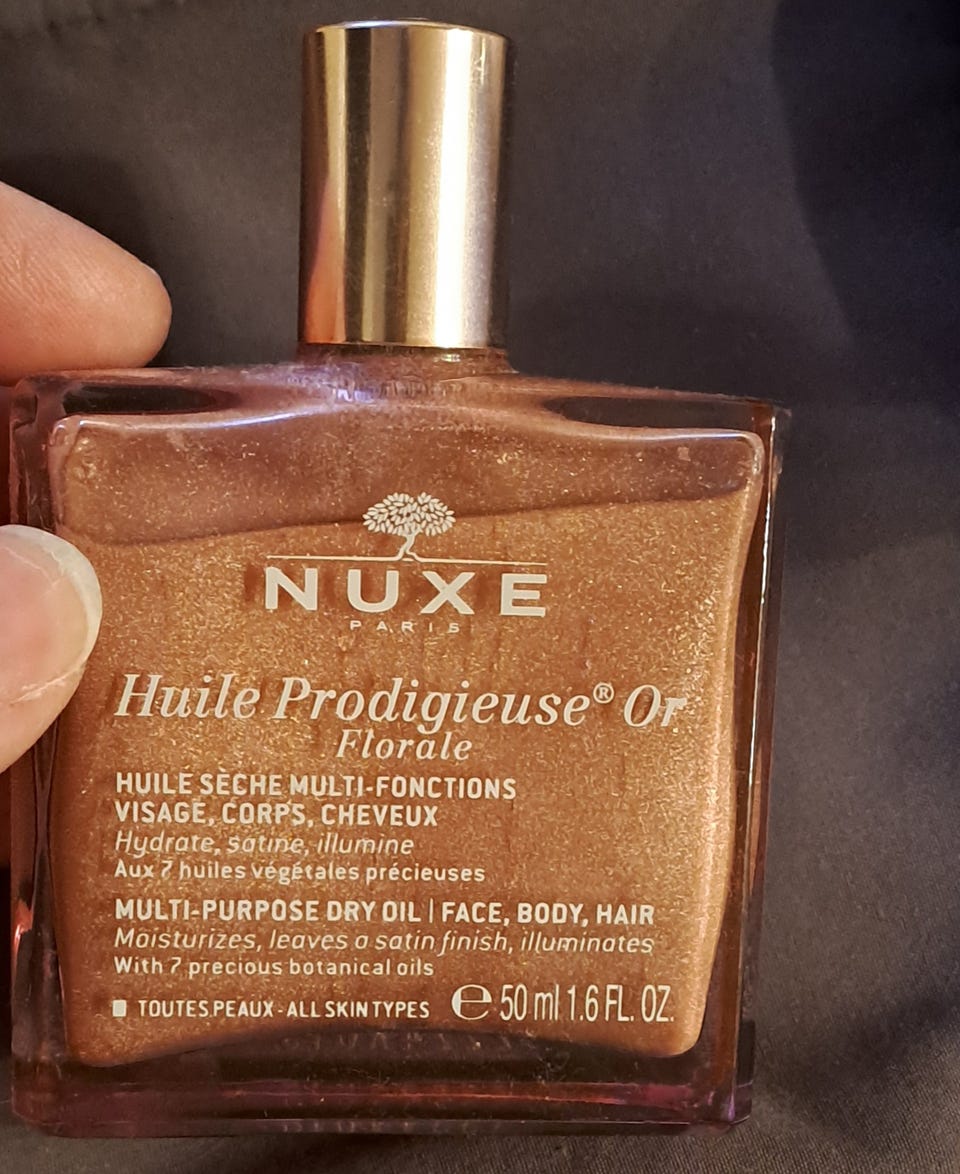 NUXE
PARIS
Huile Prodigieuse® Or
Florale
HUILE SÈCHE MULTI-FONCTIONS
VISAGE, CORPS, CHEVEUX
Hydrate, satine, illumine
Aux 7 huiles végétales précieuses
MULTI-PURPOSE DRY OIL | FACE, BODY, HAIR
Moisturizes, leaves a satin finish, illuminates
With 7 precious botanical oils
TOUTES PEAUX - ALL SKIN TYPES ℮ 50 ml 1.6 FL. OZ.